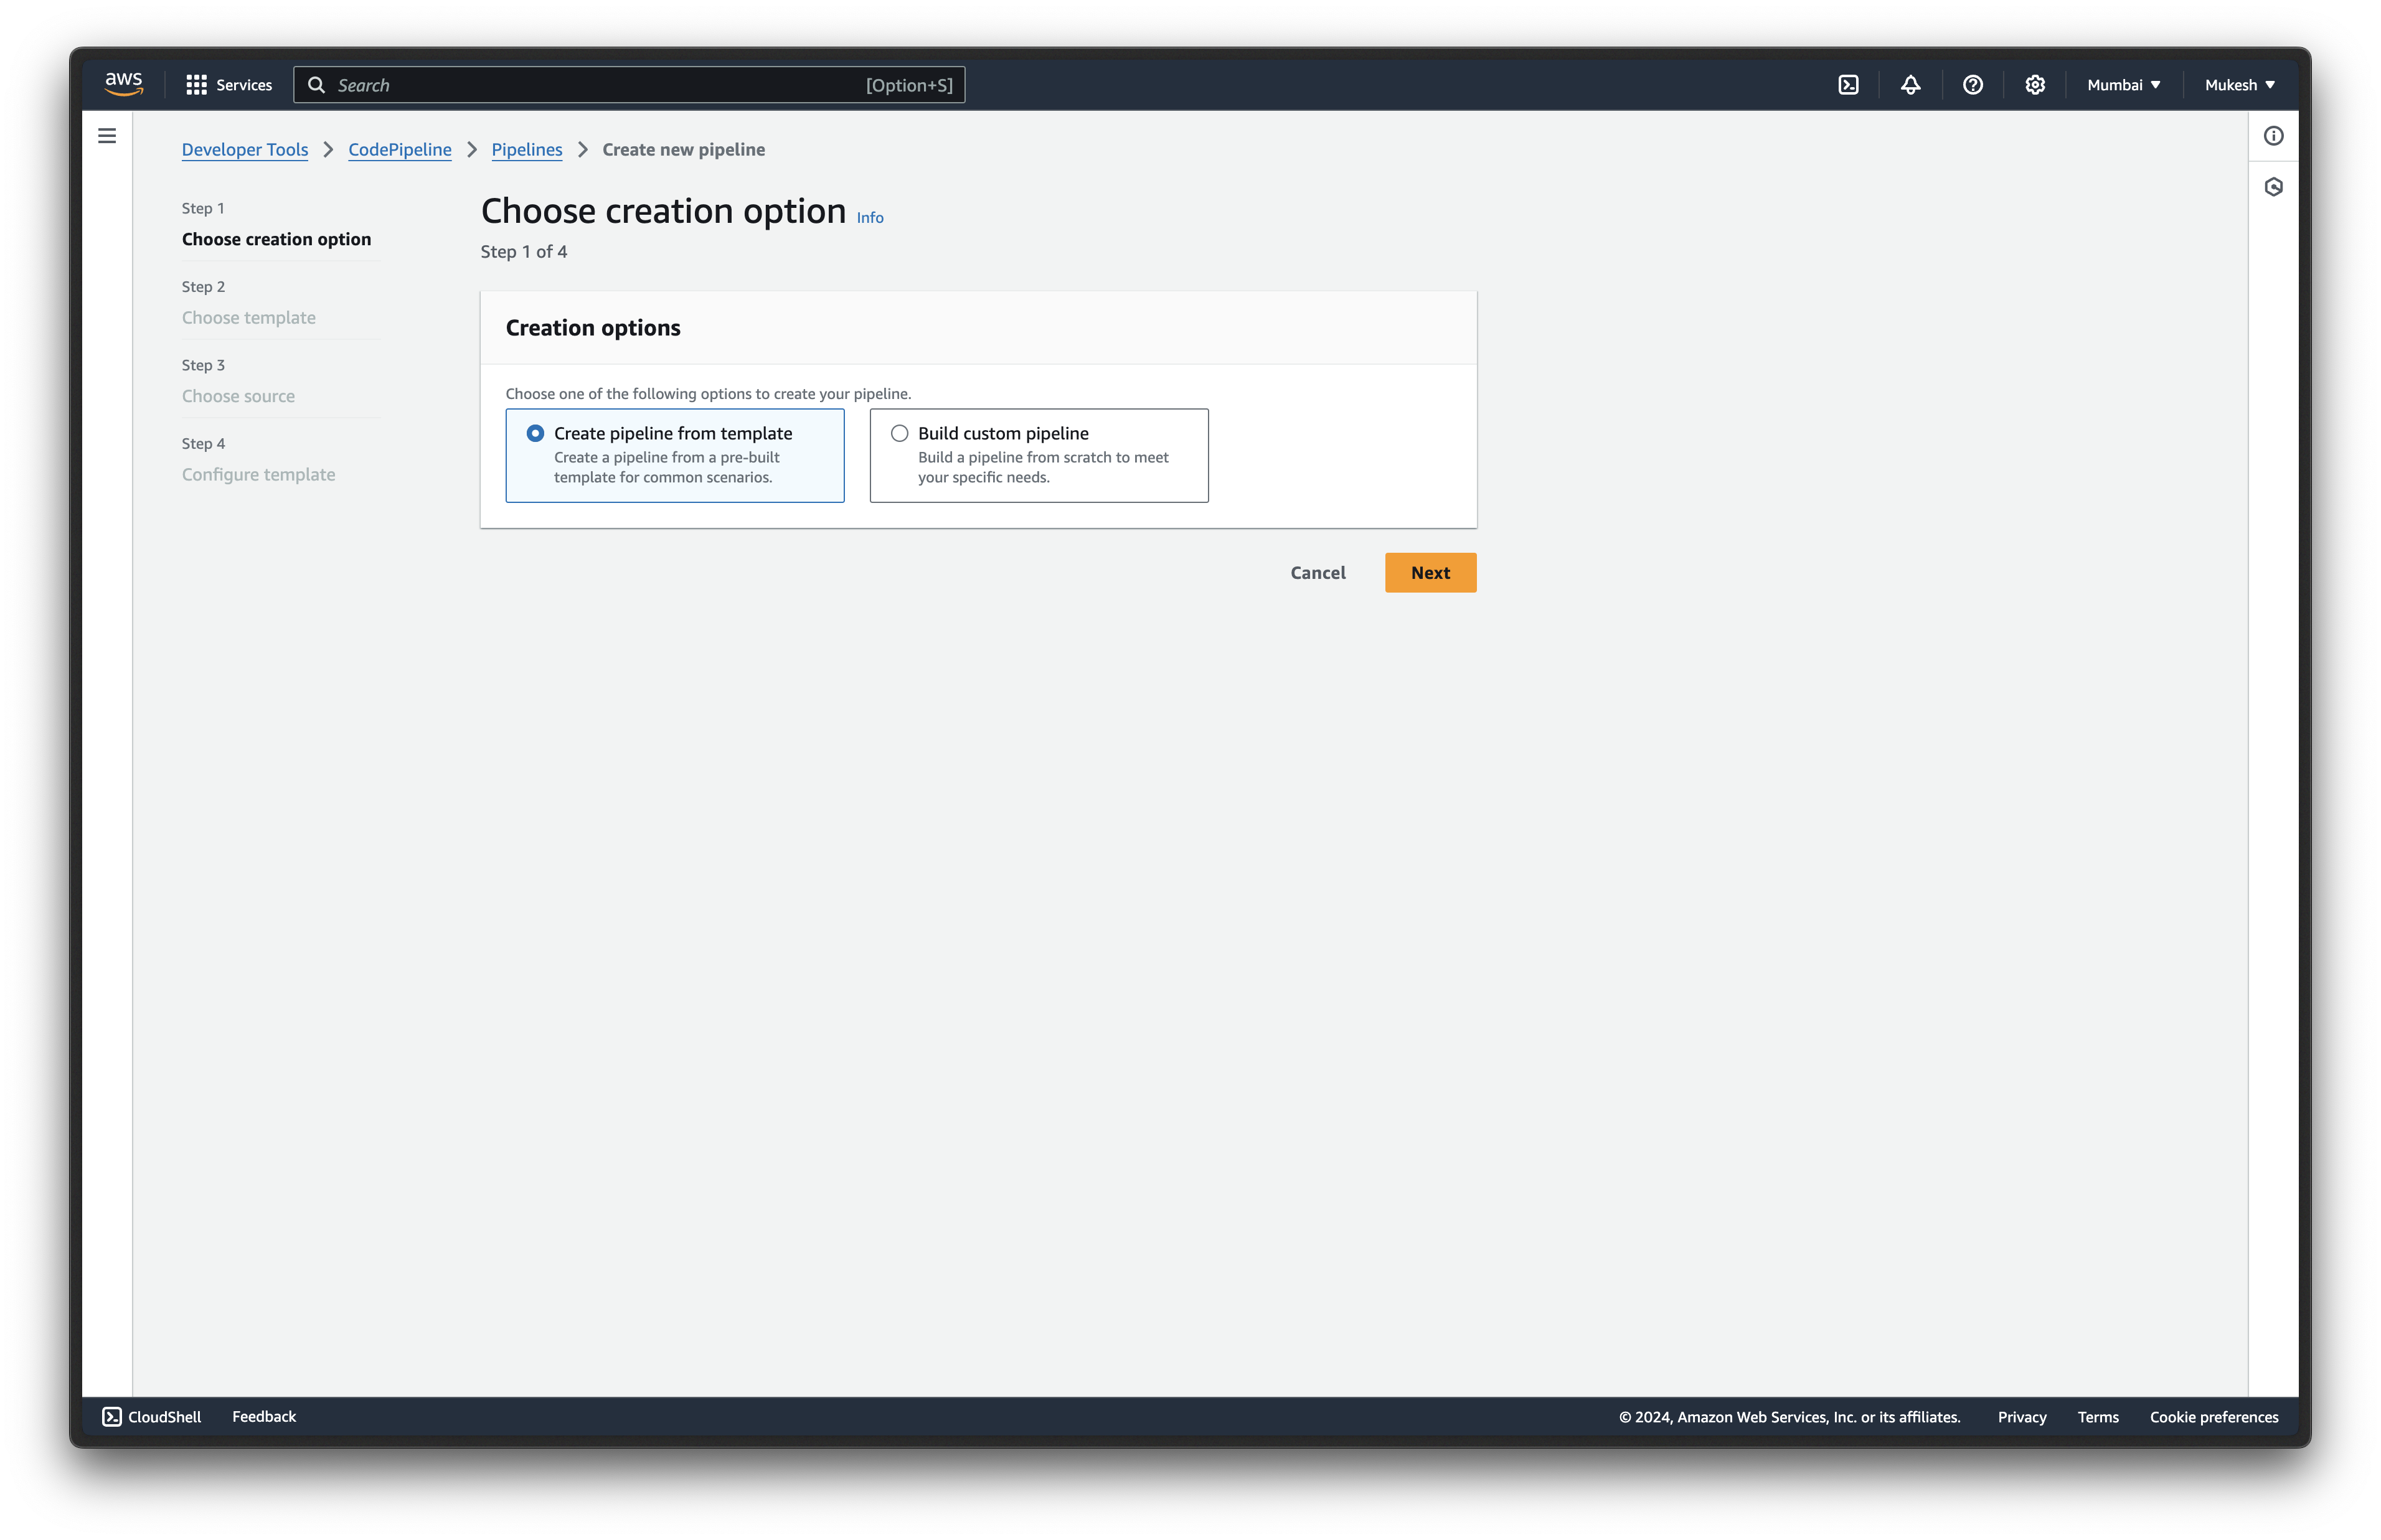 aws
Services
Search
[Option+S]
Mumbai
Mukesh
Developer Tools
CodePipeline
Pipelines
Create new pipeline
Step 1
Choose creation option
Step 2
Choose template
Step 3
Choose source
Step 4
Configure template
Choose creation option Info
Step 1 of 4
Creation options
Choose one of the following options to create your pipeline.
Create pipeline from template
Create a pipeline from a pre-built
template for common scenarios.
Build custom pipeline
Build a pipeline from scratch to meet
your specific needs.
Cancel
Next
CloudShell
Feedback
© 2024, Amazon Web Services, Inc. or its affiliates.
Privacy
Terms
Cookie preferences